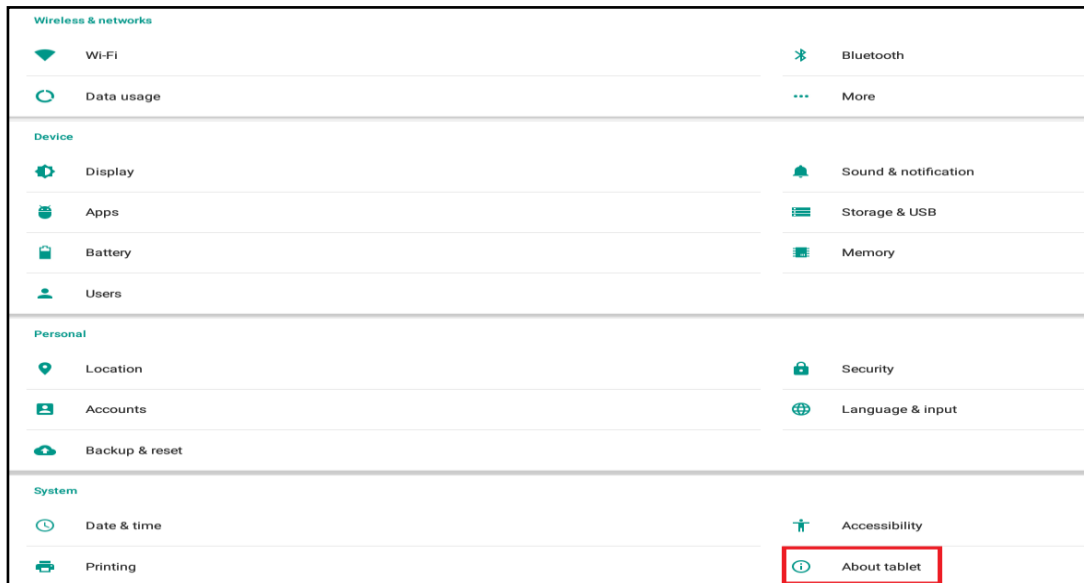 Wireless & networks
Wi-Fi
Bluetooth
Data usage
More
Device
Display
Sound & notification
Apps
Storage & USB
Battery
Memory
Users
Personal
Location
Security
Accounts
Language & input
Backup & reset
System
Date & time
Accessibility
Printing
About tablet